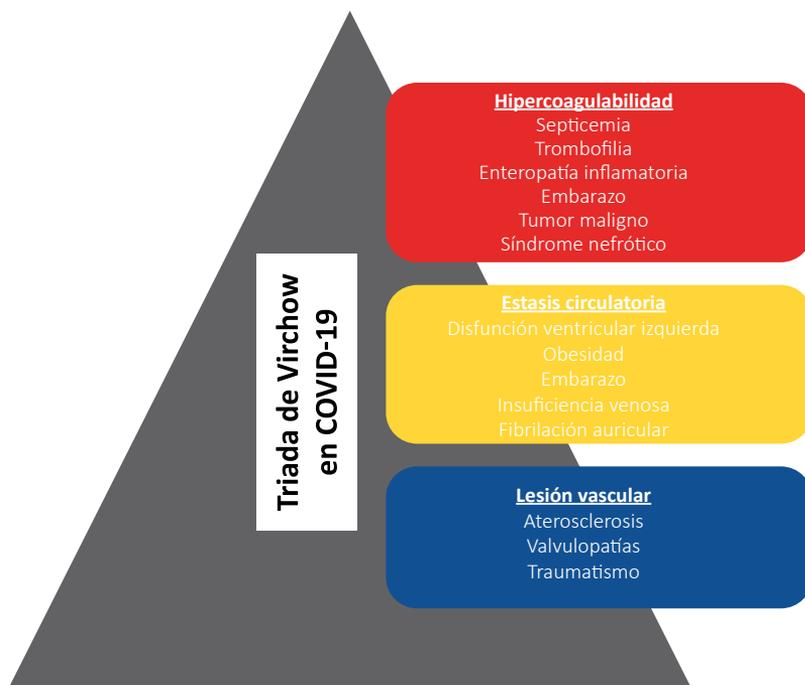 Triada de Virchow
en COVID-19
Hipercoagulabilidad
Septicemia
Trombofilia
Enteropatía inflamatoria
Embarazo
Tumor maligno
Síndrome nefrótico
Estasis circulatoria
Disfunción ventricular izquierda
Obesidad
Embarazo
Insuficiencia venosa
Fibrilación auricular
Lesión vascular
Aterosclerosis
Valvulopatías
Traumatismo